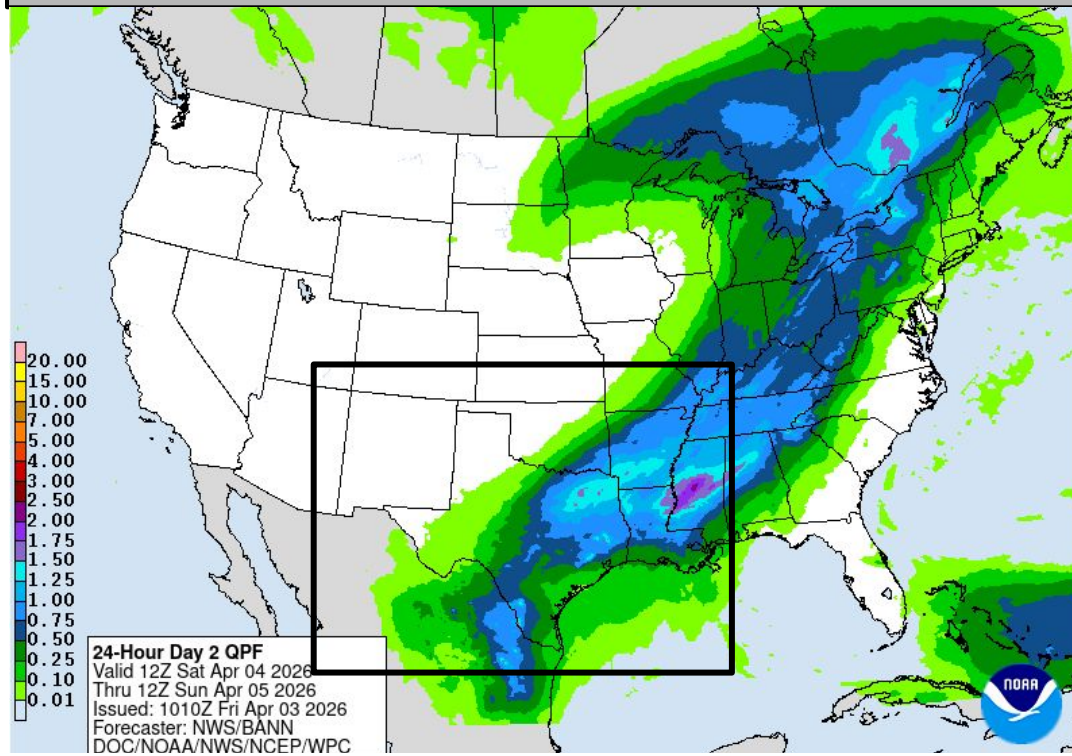 20.00
15.00
10.00
7.00
5.00
4.00
3.00
2.50
2.00
1.75
1.50
1.25
1.00
0.75
0.50
0.25
0.10
0.01
24-Hour Day 2 QPF
Valid 12Z Sat Apr 04 2026
Thru 12Z Sun Apr 05 2026
Issued: 1010Z Fri Apr 03 2026
Forecaster: NWS/BANN
DOC/NOAA/NWS/NCEP/WPC
NOAA